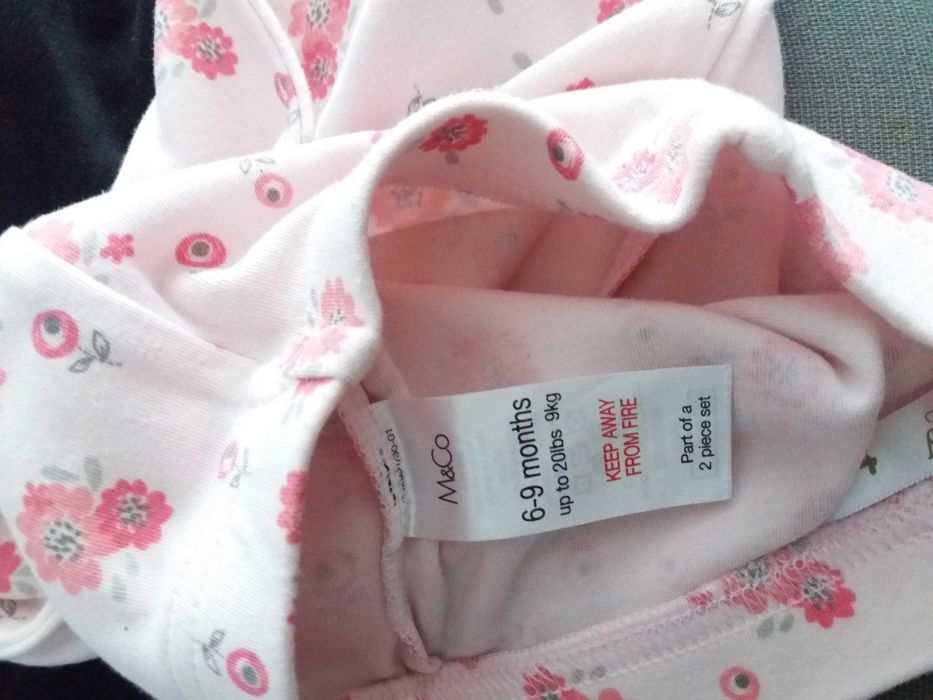 M&Co
6-9 months
up to 20lbs 9kg
KEEP AWAY
FROM FIRE
Part of a
2 piece set